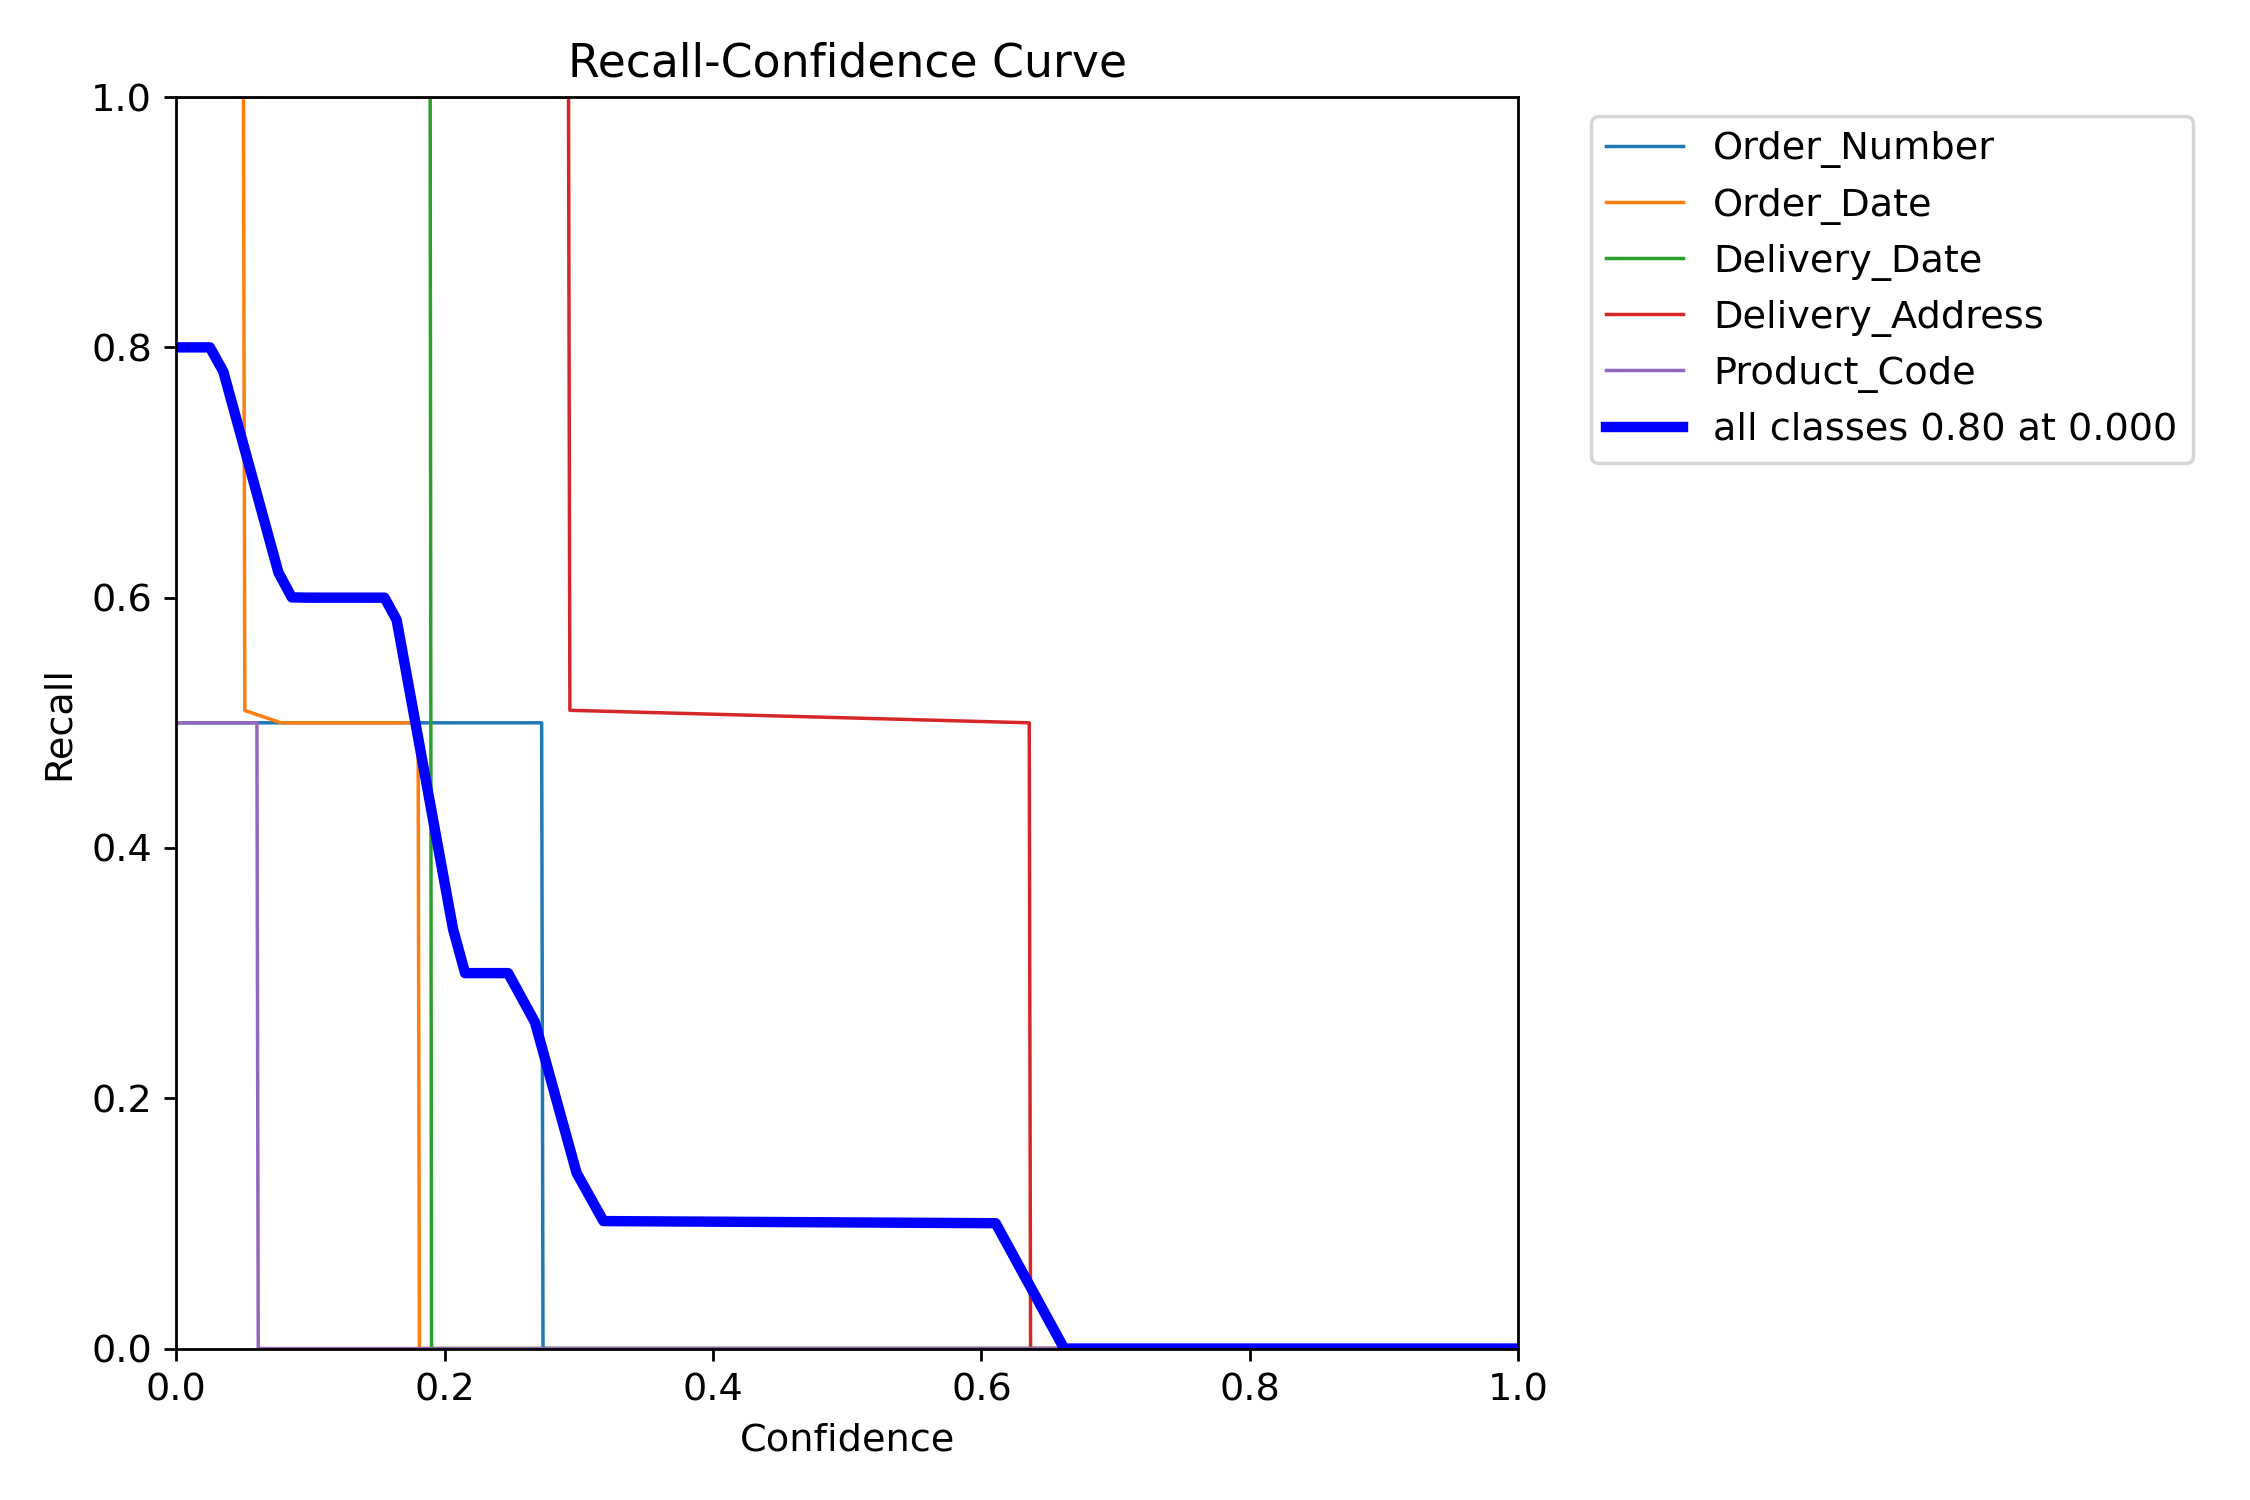 Recall-Confidence Curve
1.0
0.8
0.6
0.4
0.2
0.0
Recall
0.0 0.2 0.4 0.6 0.8 1.0
Confidence
Order_Number
Order_Date
Delivery_Date
Delivery_Address
Product_Code
all classes 0.80 at 0.000